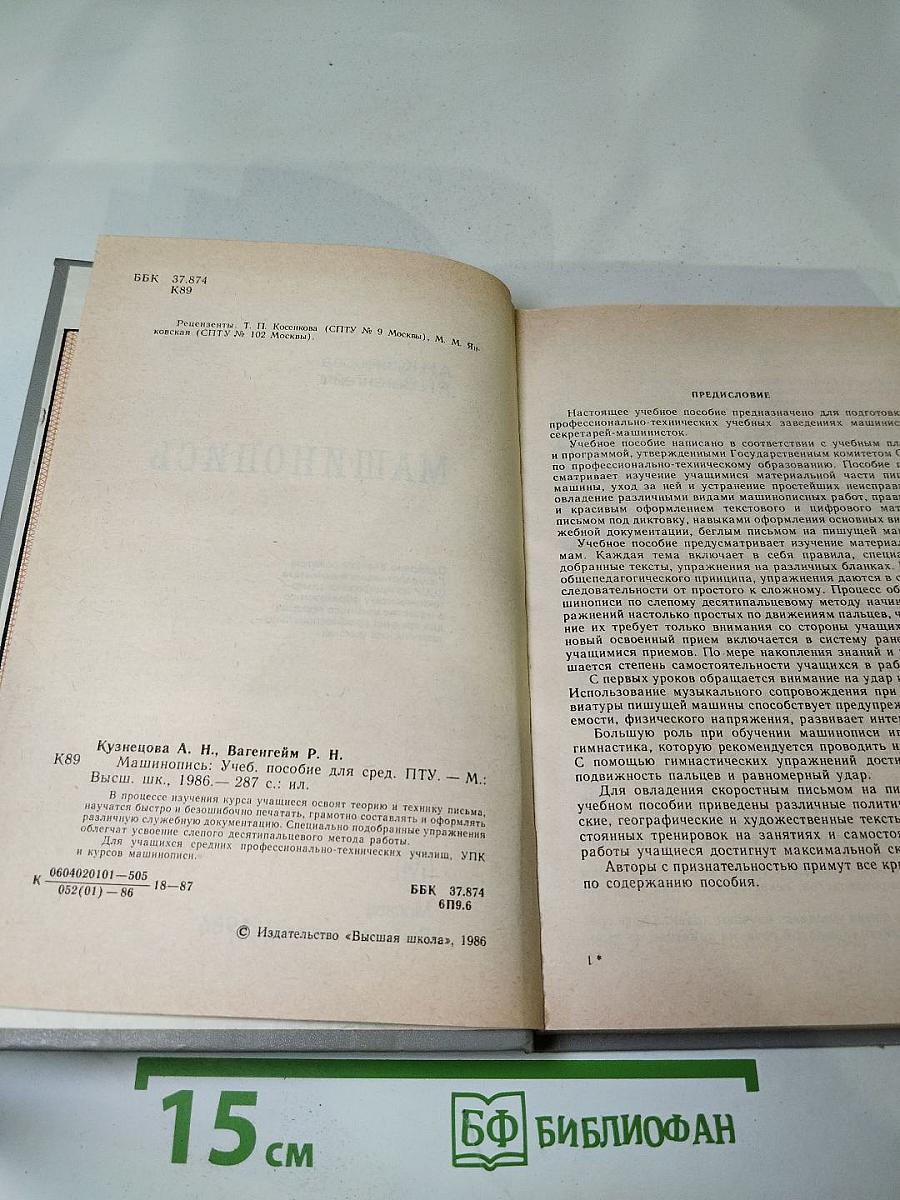 ББК 37.874
К89
Рецензенты: Т. П. Косенкова (СПТУ № 9 Москвы), М. М. Ян-
ковская (СПТУ № 102 Москвы).
МАШИНОПИСЬ
Кузнецова А. Н., Вагенгейм Р. Н.
К89 Машинопись: Учеб. пособие для сред. ПТУ. — М.:
Высш. шк., 1986.— 287 с.: ил.
В процессе изучения курса учащиеся освоят теорию и технику письма,
научатся быстро и безошибочно печатать, грамотно составлять и оформлять
различную служебную документацию. Специально подобранные упражнения
облегчат усвоение слепого десятипальцевого метода работы.
Для учащихся средних профессионально-технических училищ, УПК
и курсов машинописи.
К 0604020101—505
052(01)—86 18—87
ББК 37.874
6П9.6
© Издательство «Высшая школа», 1986
ПРЕДИСЛОВИЕ
Настоящее учебное пособие предназначено для подготовк
профессионально-технических учебных заведениях машинис
секретарей-машинисток.
Учебное пособие написано в соответствии с учебным пл
и программой, утвержденными Государственным комитетом С
по профессионально-техническому образованию. Пособие п
сматривает изучение учащимися материальной части пиш
машины, уход за ней и устранение простейших неисправ
овладение различными видами машинописных работ, прав
и красивым оформлением текстового и цифрового мат
письмом под диктовку, навыками оформления основных ви
жебной документации, беглым письмом на пишущей ма
Учебное пособие предусматривает изучение материал
мам. Каждая тема включает в себя правила, специа
добранные тексты, упражнения на различных бланках.
общепедагогического принципа, упражнения даются в с
следовательности от простого к сложному. Процесс об
шинописи по слепому десятипальцевому методу начин
ражнений настолько простых по движениям пальцев, ч
ние их требует только внимания со стороны учащих
новый освоенный прием включается в систему ране
учащимися приемов. По мере накопления знаний и
шается степень самостоятельности учащихся в раб
С первых уроков обращается внимание на удар и
Использование музыкального сопровождения при
виатуры пишущей машины способствует предупреж
емости, физического напряжения, развивает инте
Большую роль при обучении машинописи иг
гимнастика, которую рекомендуется проводить н
С помощью гимнастических упражнений дости
подвижность пальцев и равномерный удар.
Для овладения скоростным письмом на пи
учебном пособии приведены различные полити
ские, географические и художественные тексты
стоянных тренировок на занятиях и самостоя
работы учащиеся достигнут максимальной ск
Авторы с признательностью примут все кри
по содержанию пособия.
1*
15 см
БФ БИБЛИОФАН